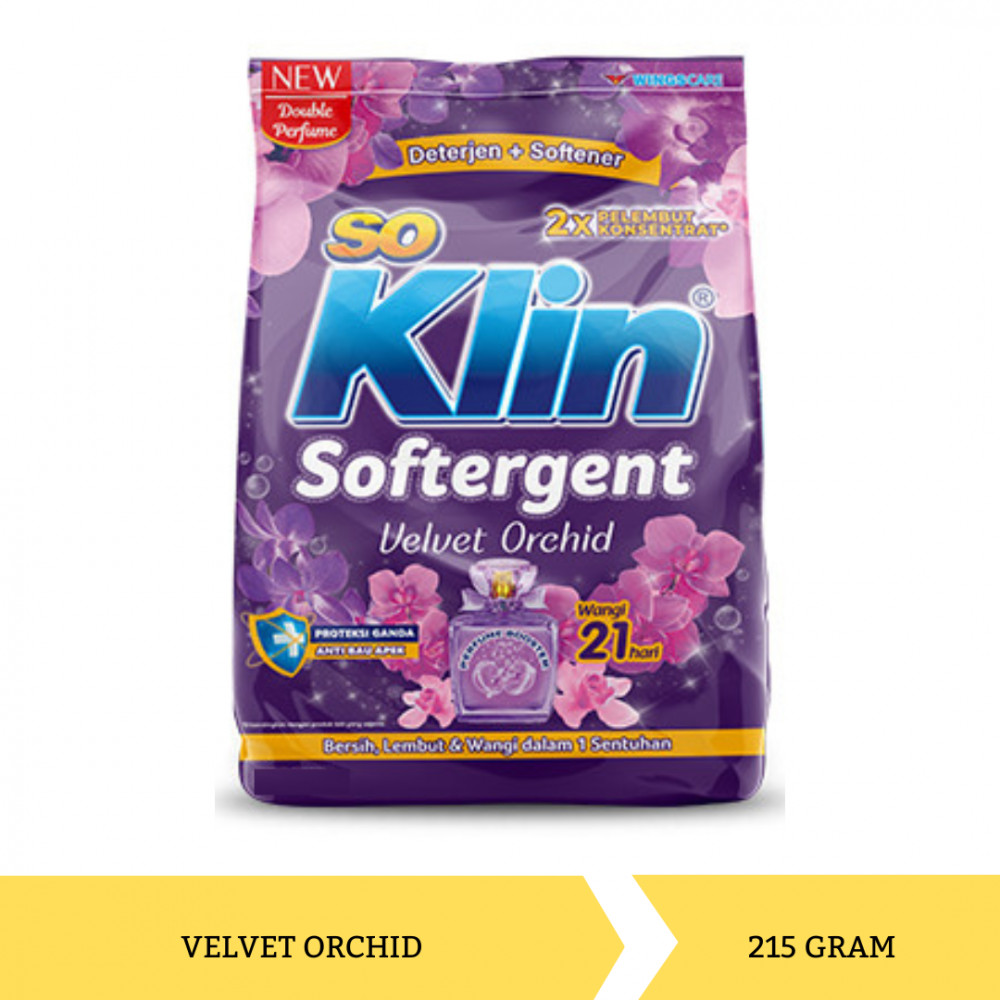 NEW
Double
Perfume
WINGSCARE
Deterjen + Softener
SO
2X PELEMBUT
KONSENTRAT*
Klin®
Softergent
Velvet Orchid
Wangi
21 hari
PERFUME BOOSTER
PROTEKSI GANDA
ANTI BAU APEK
Bersih, Lembut & Wangi dalam 1 Sentuhan
VELVET ORCHID
215 GRAM